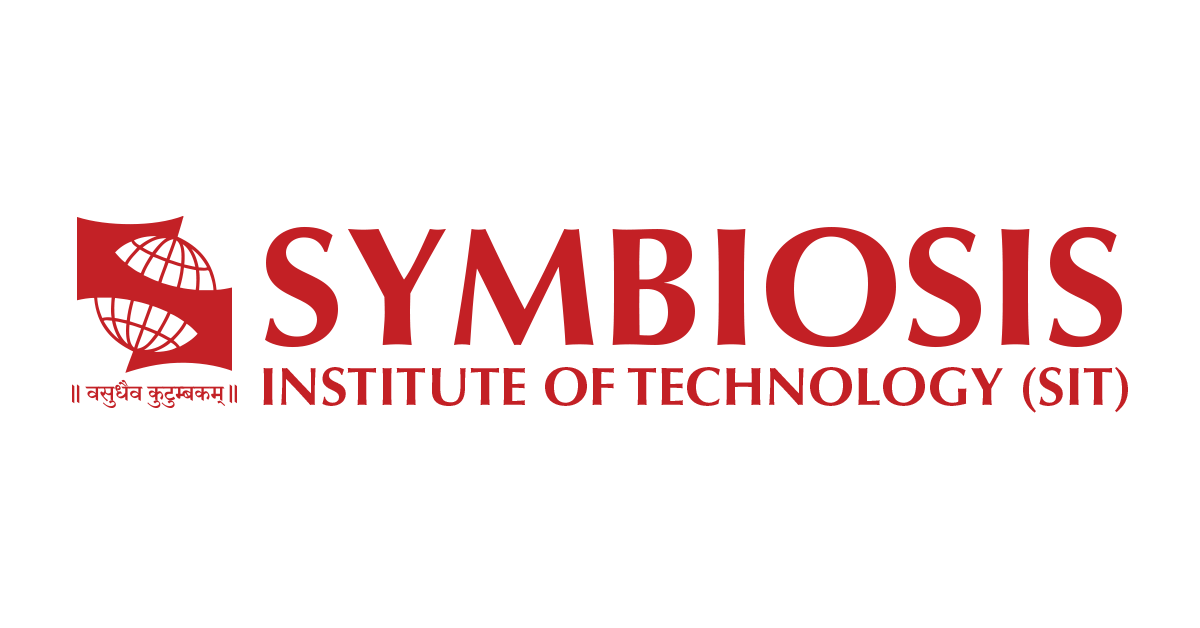 SYMBIOSIS
INSTITUTE OF TECHNOLOGY (SIT)
॥ वसुधैव कुटुम्बकम् ॥